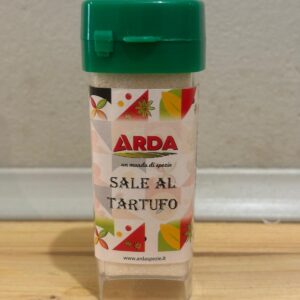 ARDA
un mondo di spezie
SALE AL
TARTUFO
www.ardaspezie.it